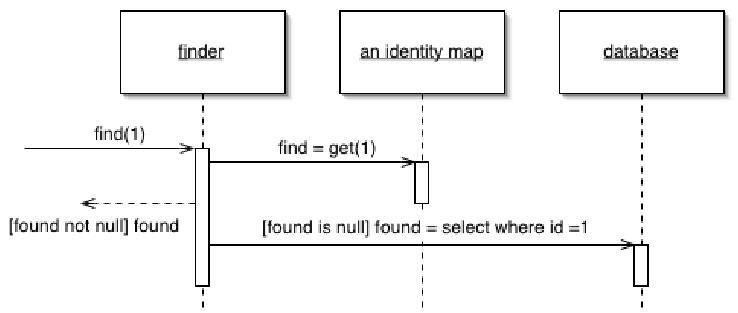 finder
an identity map
database
find(1)
find = get(1)
[found not null] found
[found is null] found = select where id =1